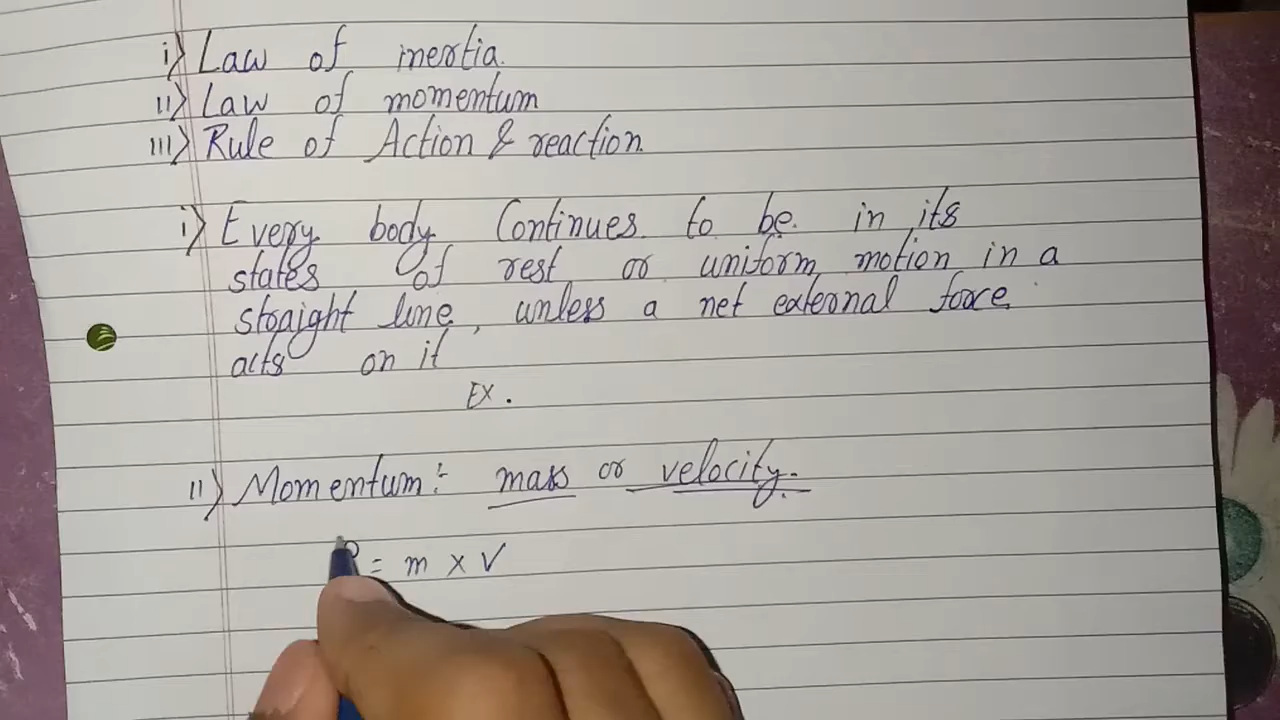 i) Law of inertia.
ii) Law of momentum
iii) Rule of Action & reaction.
i) Every body Continues to be in its
states of rest or uniform motion in a
straight line, unless a net external force
acts on it
EX.
ii) Momentum:- mass or velocity.
P = m x V